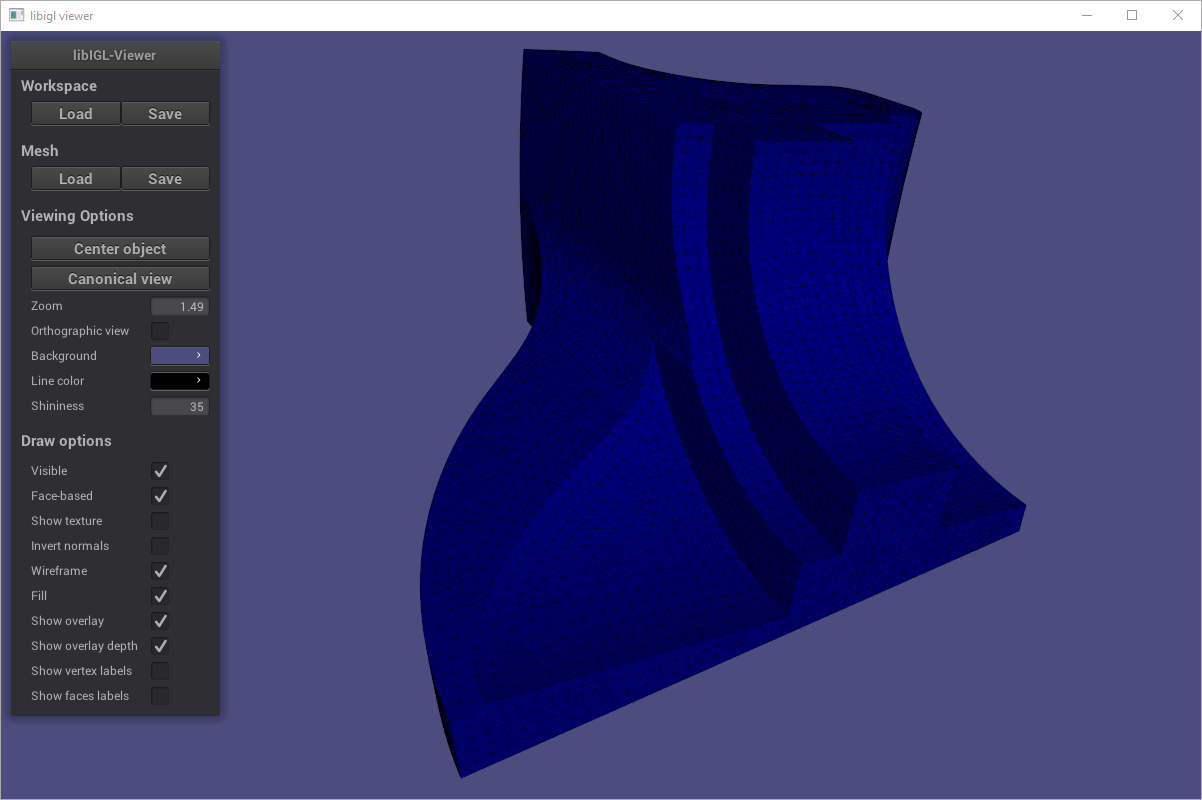 libigl viewer
libIGL-Viewer
Workspace
Load Save
Mesh
Load Save
Viewing Options
Center object
Canonical view
Zoom 1.49
Orthographic view
Background
Line color
Shininess 35
Draw options
Visible
Face-based
Show texture
Invert normals
Wireframe
Fill
Show overlay
Show overlay depth
Show vertex labels
Show faces labels